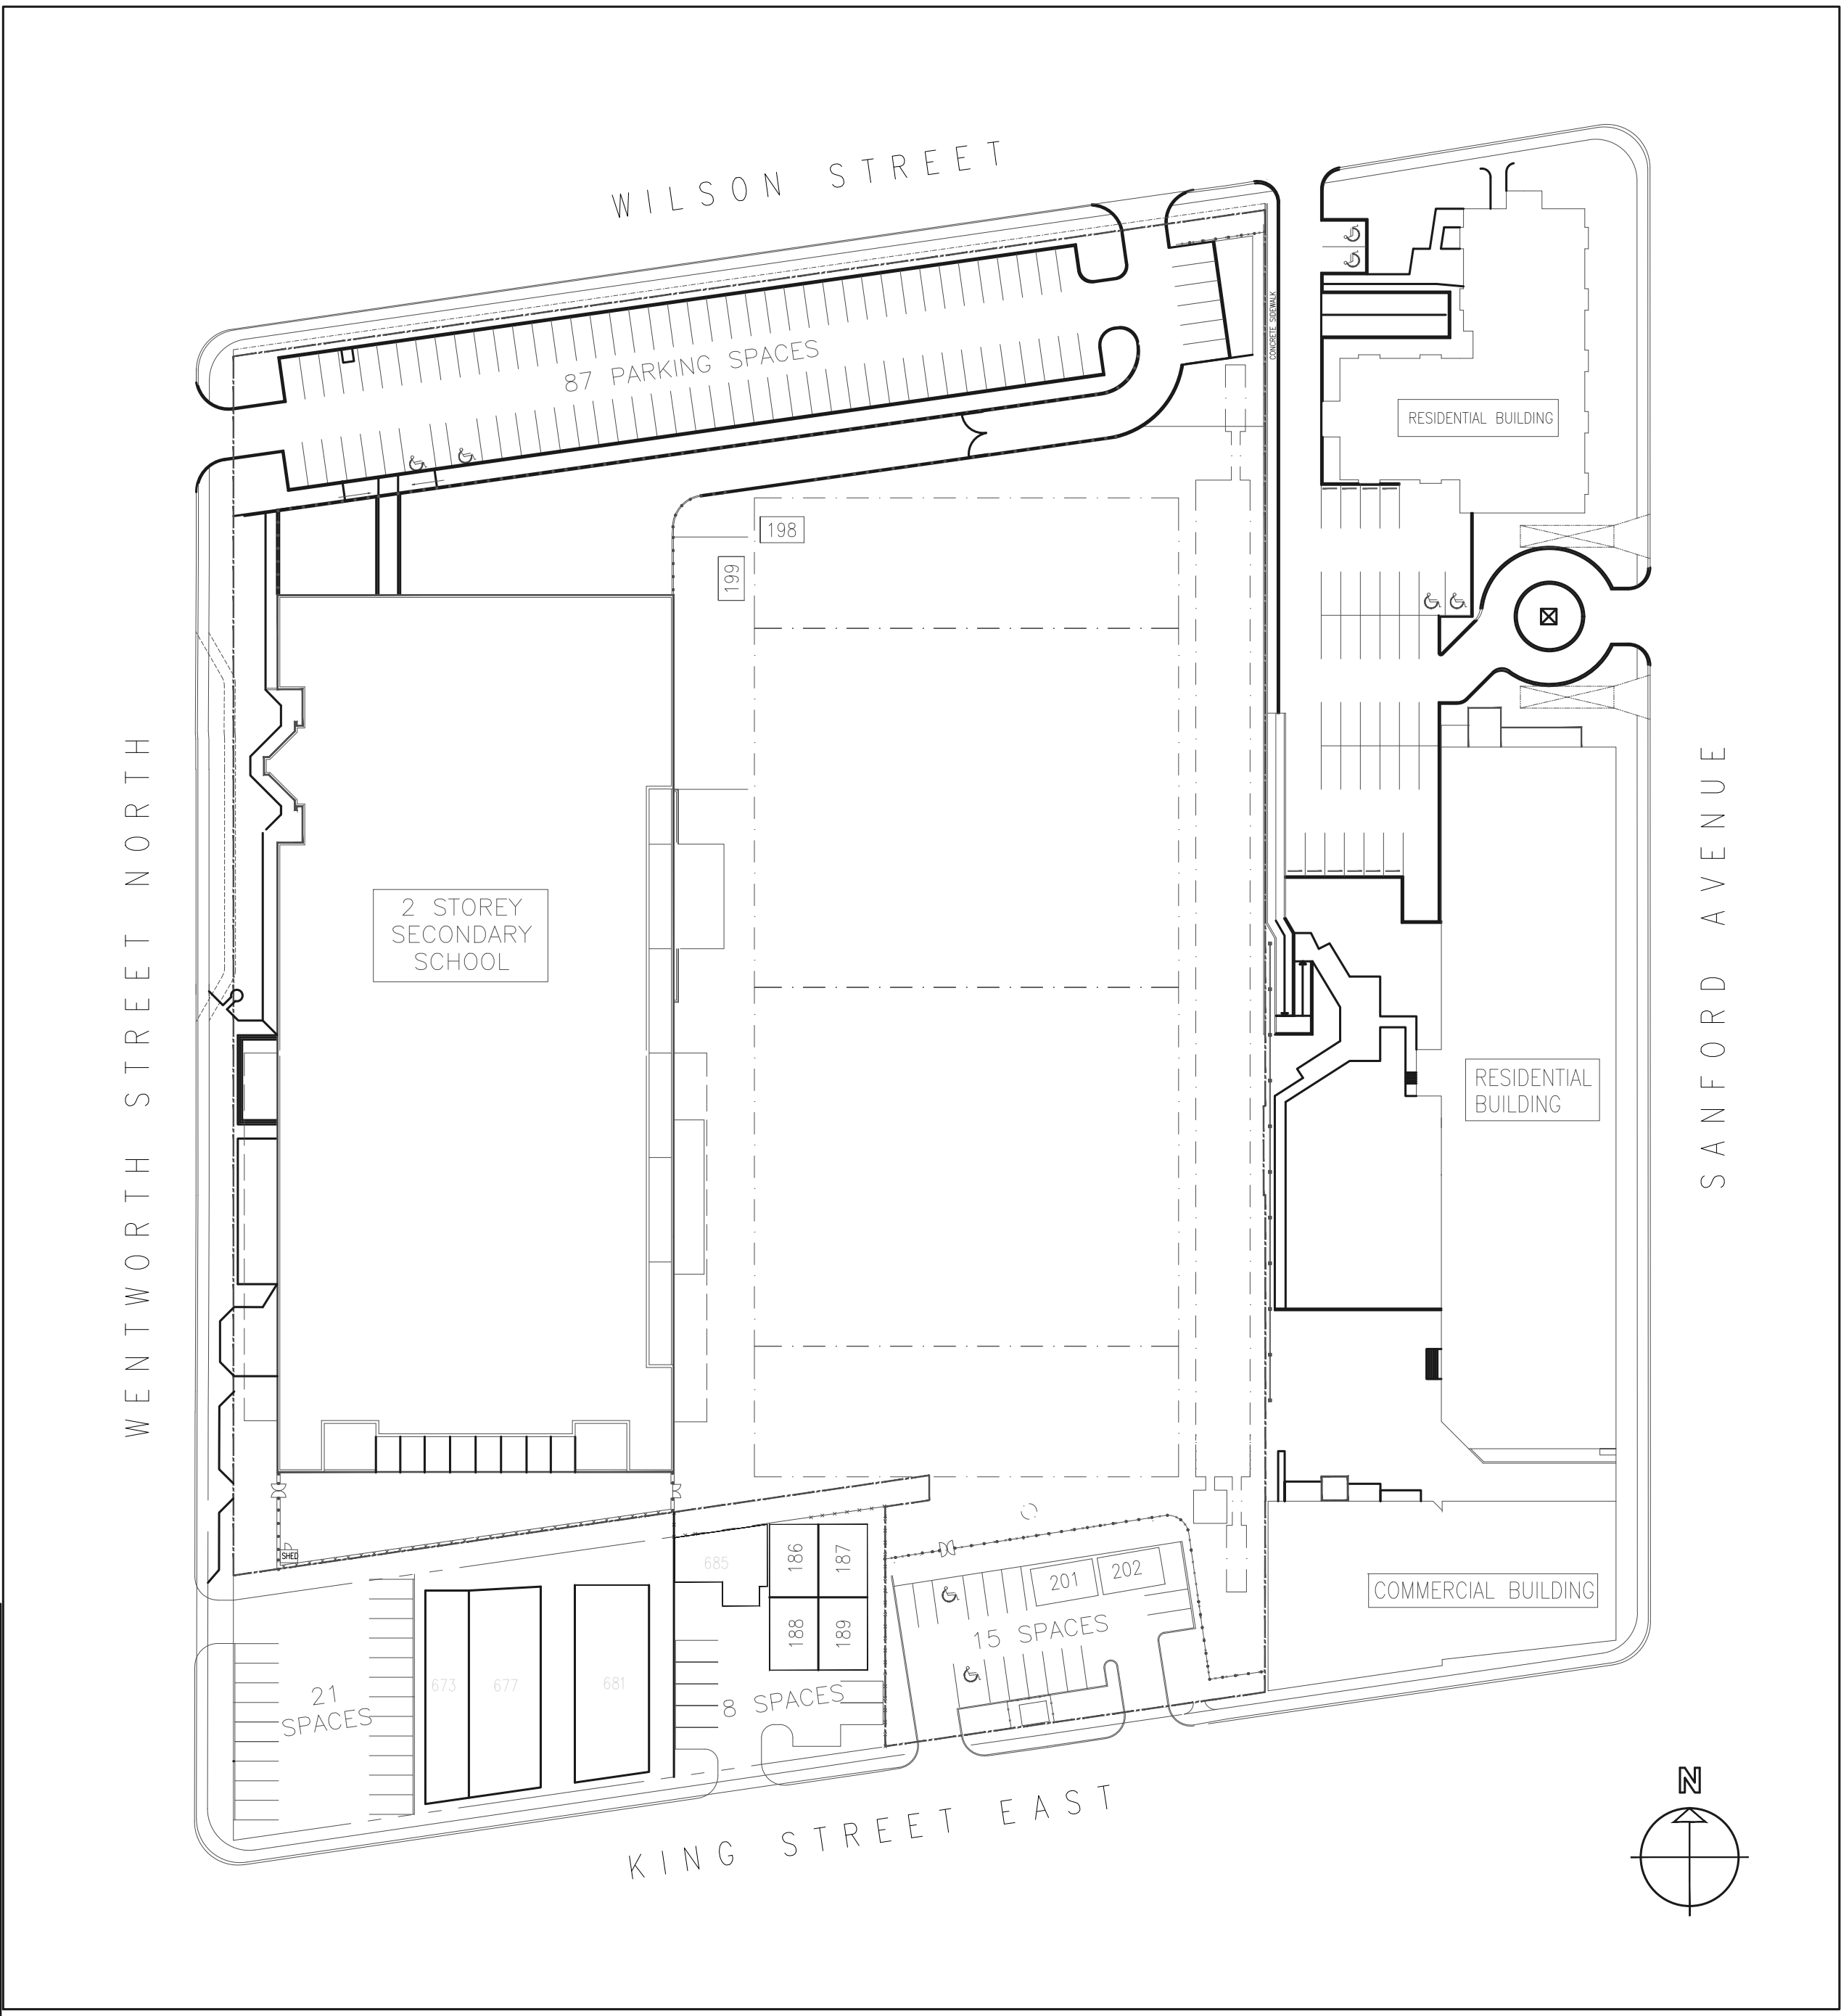 WILSON STREET
CONCRETE SIDEWALK
87 PARKING SPACES
RESIDENTIAL BUILDING
198
199
WENTWORTH STREET NORTH
SANFORD AVENUE
2 STOREY
SECONDARY
SCHOOL
RESIDENTIAL
BUILDING
SHED
685
186
187
188
189
201
202
15 SPACES
COMMERCIAL BUILDING
673
677
681
21
SPACES
8 SPACES
KING STREET EAST
N